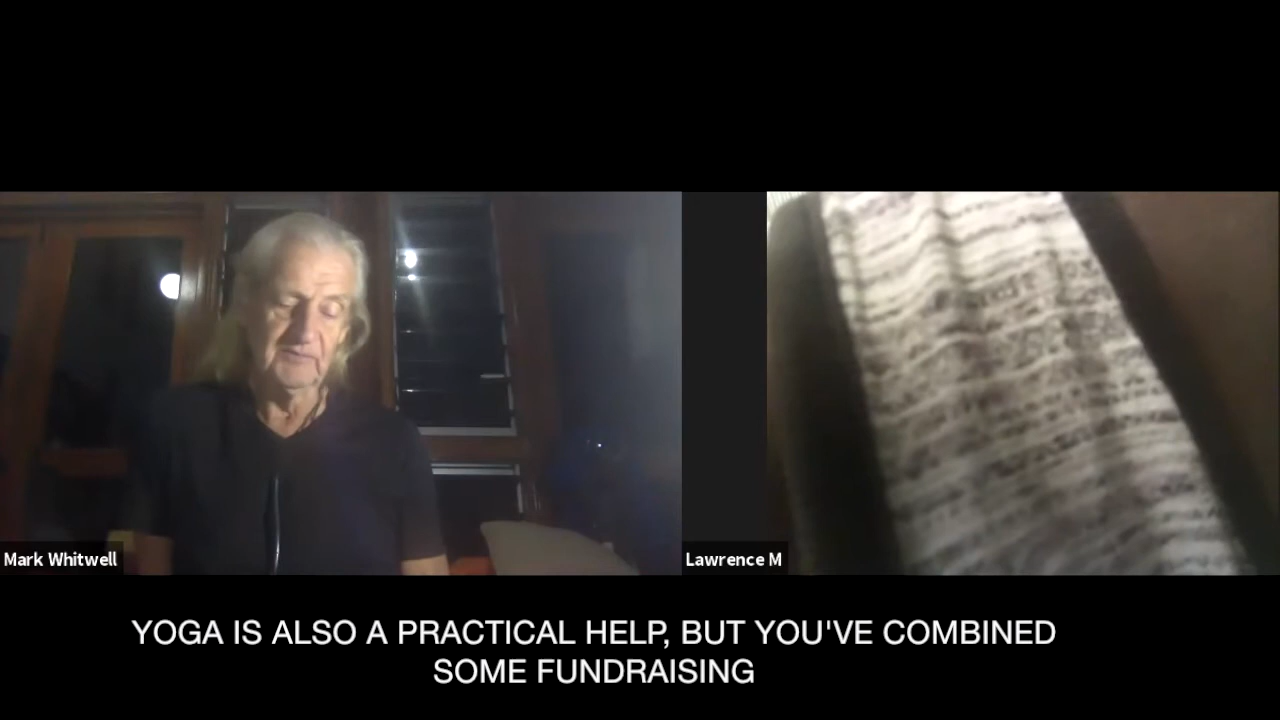 Mark Whitwell
Lawrence M
YOGA IS ALSO A PRACTICAL HELP, BUT YOU'VE COMBINED
SOME FUNDRAISING